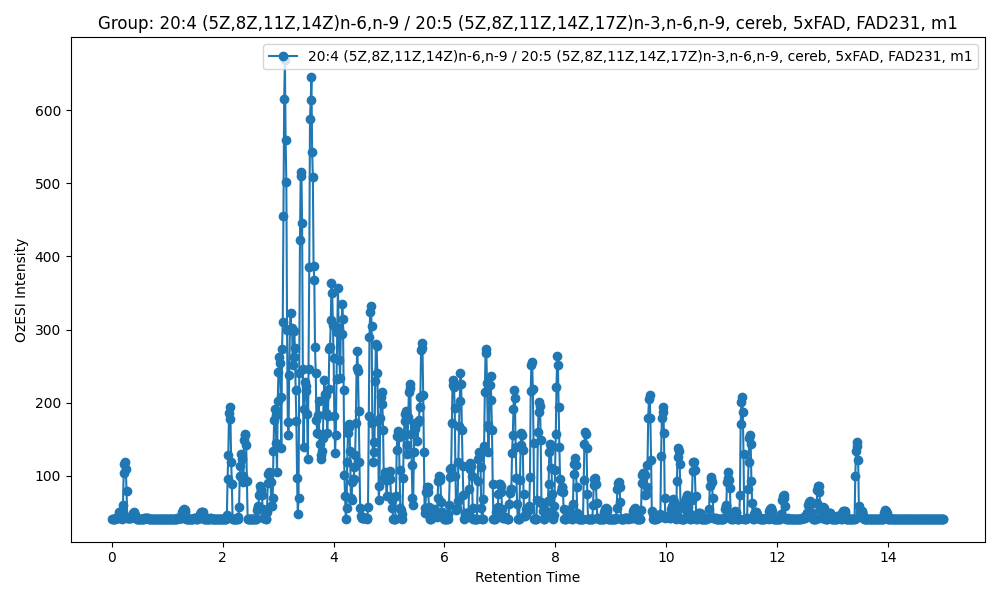 Group: 20:4 (5Z,8Z,11Z,14Z)n-6,n-9 / 20:5 (5Z,8Z,11Z,14Z,17Z)n-3,n-6,n-9, cereb, 5xFAD, FAD231, m1
20:4 (5Z,8Z,11Z,14Z)n-6,n-9 / 20:5 (5Z,8Z,11Z,14Z,17Z)n-3,n-6,n-9, cereb, 5xFAD, FAD231, m1
600
500
400
300
200
100
OzESI Intensity
0 2 4 6 8 10 12 14
Retention Time